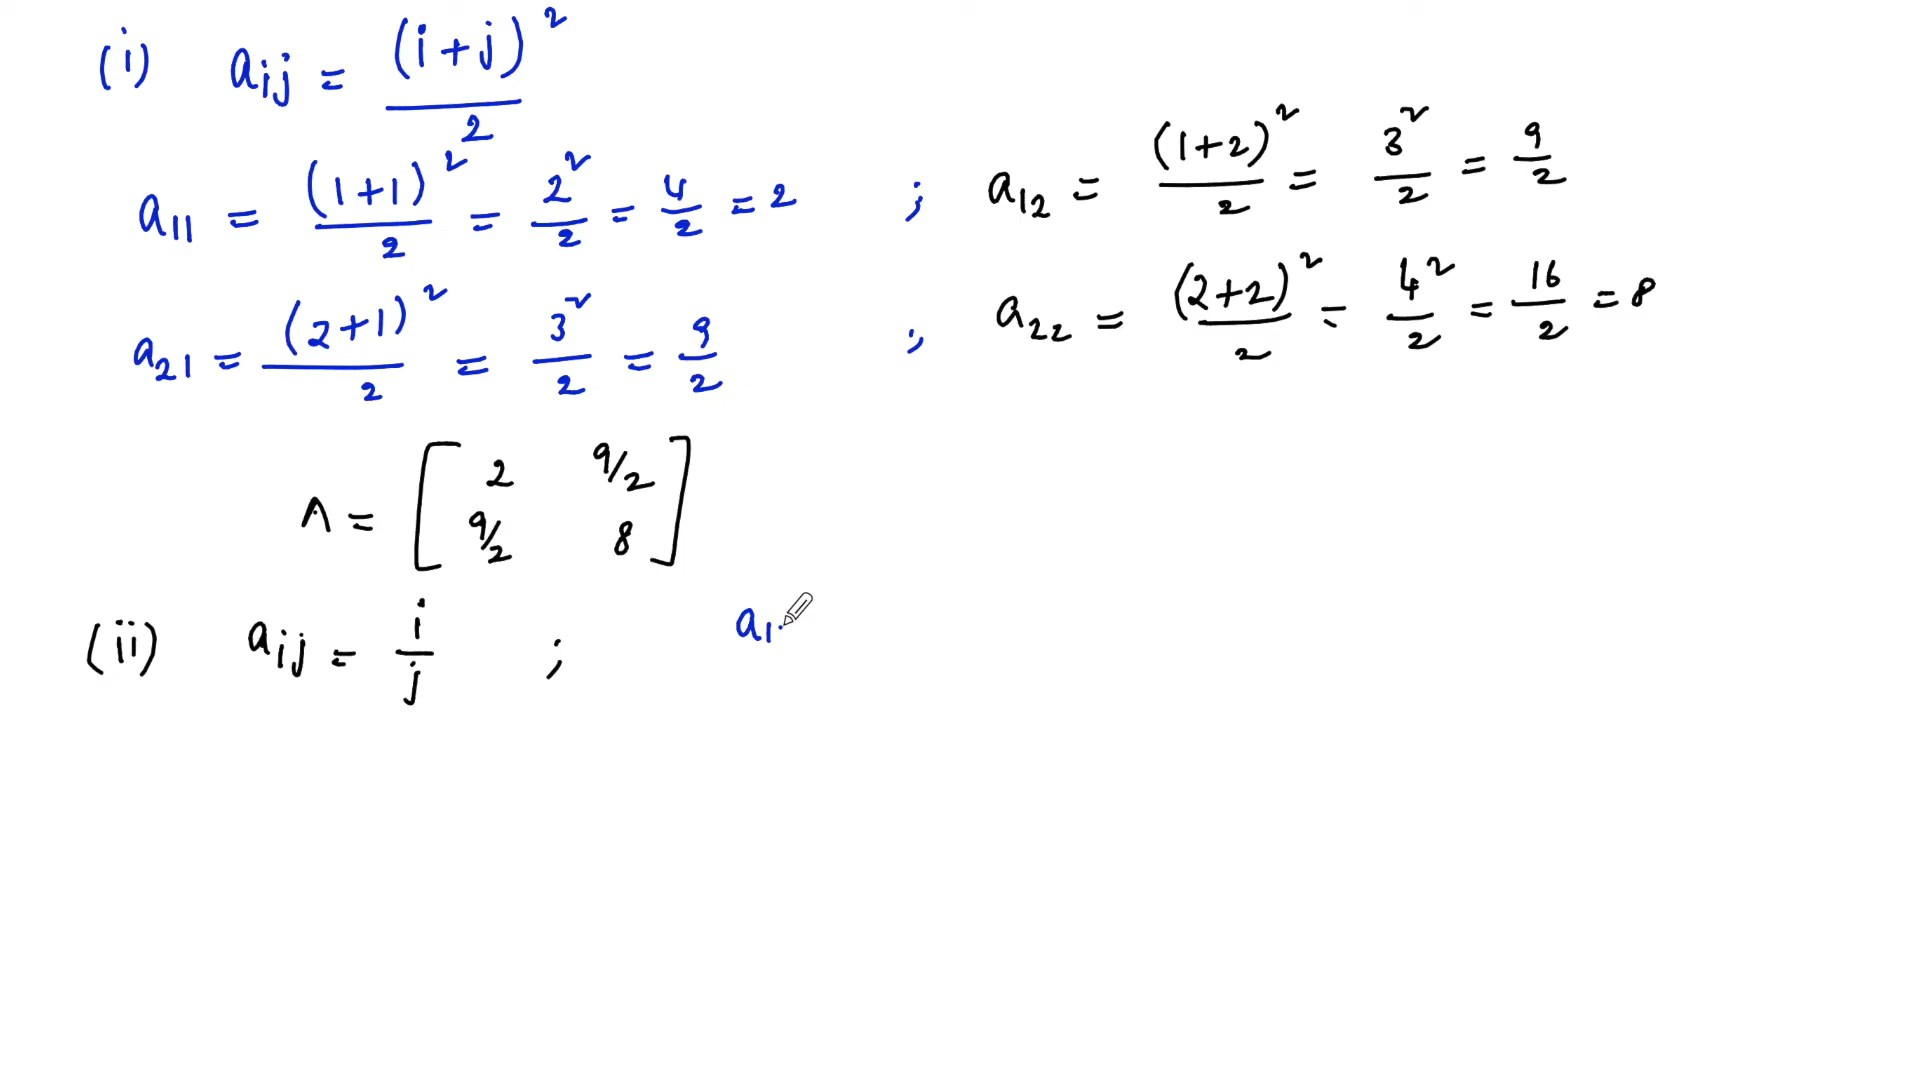 (i) aij = (i+j)²/2
a11 = (1+1)²/2 = 2²/2 = 4/2 = 2 ; a12 = (1+2)²/2 = 3²/2 = 9/2
a21 = (2+1)²/2 = 3²/2 = 9/2 ; a22 = (2+2)²/2 = 4²/2 = 16/2 = 8
A = [ 2 9/2
9/2 8 ]
(ii) aij = i/j ; a1